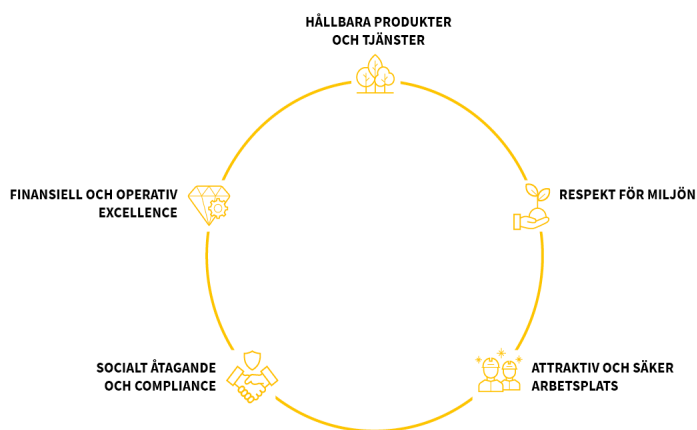 HÅLLBARA PRODUKTER
OCH TJÄNSTER
FINANSIELL OCH OPERATIV
EXCELLENCE
RESPEKT FÖR MILJÖN
SOCIALT ÅTAGANDE
OCH COMPLIANCE
ATTRAKTIV OCH SÄKER
ARBETSPLATS